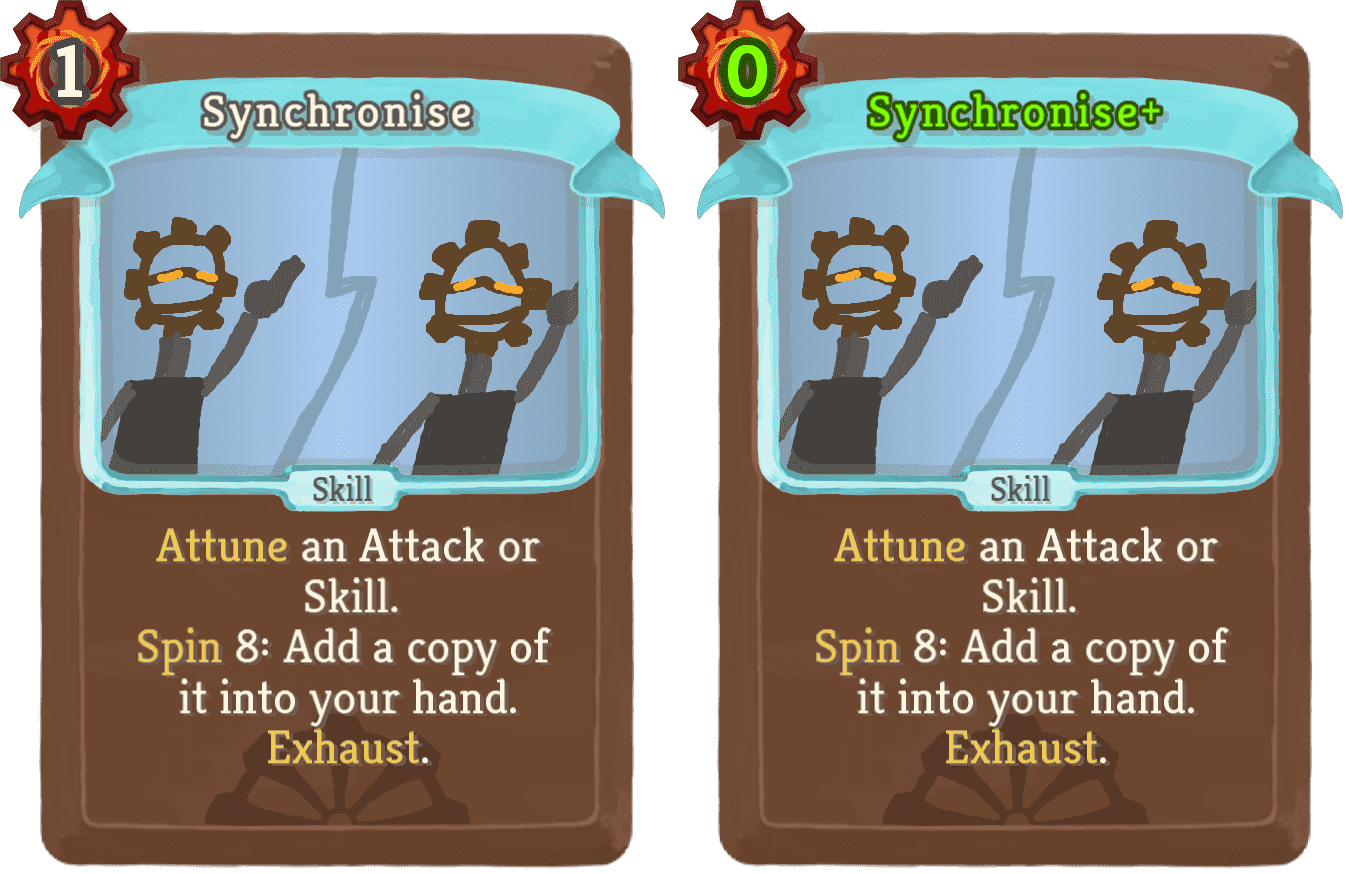 1
Synchronise
Skill
Attune an Attack or
Skill.
Spin 8: Add a copy of
it into your hand.
Exhaust.
0
Synchronise+
Skill
Attune an Attack or
Skill.
Spin 8: Add a copy of
it into your hand.
Exhaust.